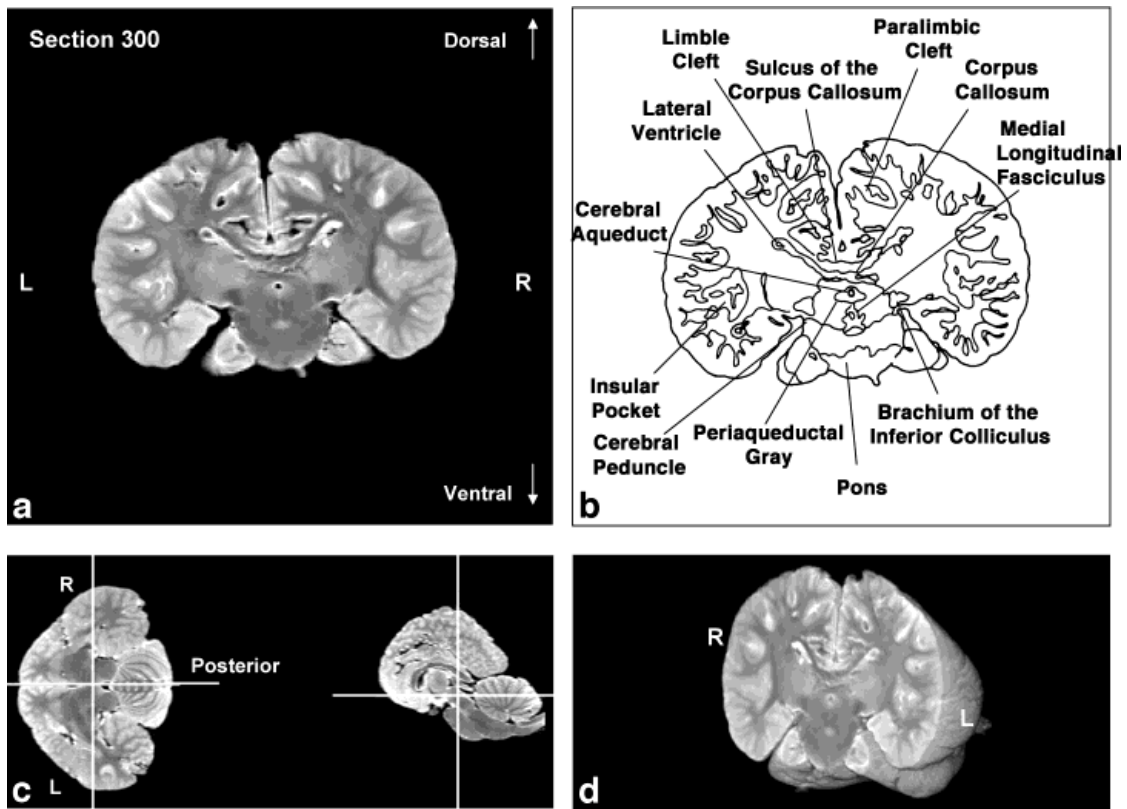 Section 300
Dorsal
L
R
Ventral
a
Limble
Cleft
Paralimbic
Cleft
Sulcus of the
Corpus Callosum
Corpus
Callosum
Lateral
Ventricle
Medial
Longitudinal
Fasciculus
Cerebral
Aqueduct
Insular
Pocket
Cerebral
Peduncle
Periaqueductal
Gray
Brachium of the
Inferior Colliculus
Pons
b
R
Posterior
L
c
R
L
d